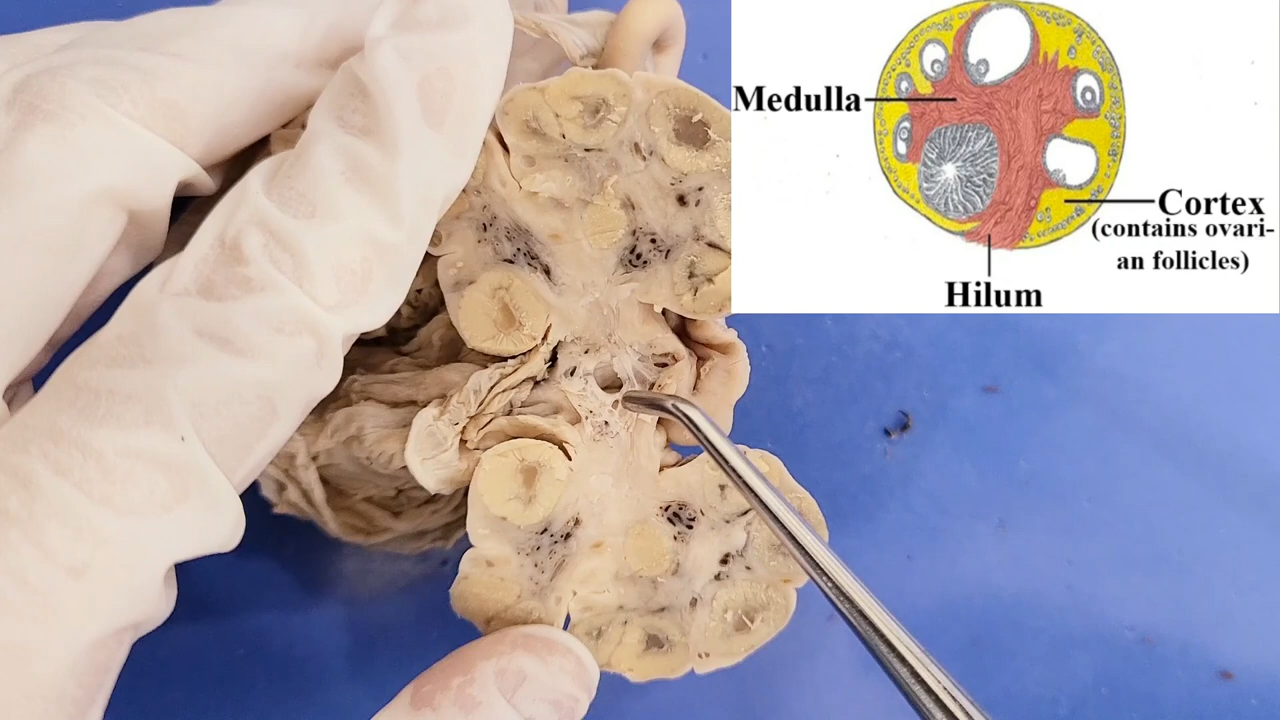 Medulla
Cortex
(contains ovari-
an follicles)
Hilum